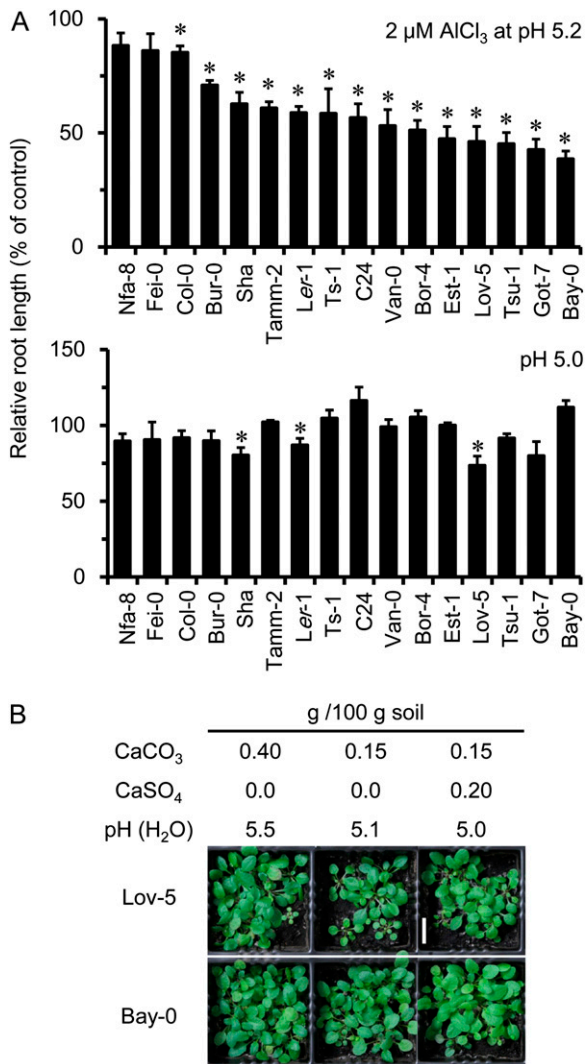 A
2 μM AlCl₃ at pH 5.2
Relative root length (% of control)
100
50
0
Nfa-8 Fei-0 Col-0 Bur-0 Sha Tamm-2 Ler-1 Ts-1 C24 Van-0 Bor-4 Est-1 Lov-5 Tsu-1 Got-7 Bay-0
* * * * * * * * * * * * * *
pH 5.0
150
100
50
0
* * *
Nfa-8 Fei-0 Col-0 Bur-0 Sha Tamm-2 Ler-1 Ts-1 C24 Van-0 Bor-4 Est-1 Lov-5 Tsu-1 Got-7 Bay-0
B
g /100 g soil
CaCO₃ 0.40 0.15 0.15
CaSO₄ 0.0 0.0 0.20
pH (H₂O) 5.5 5.1 5.0
Lov-5
Bay-0